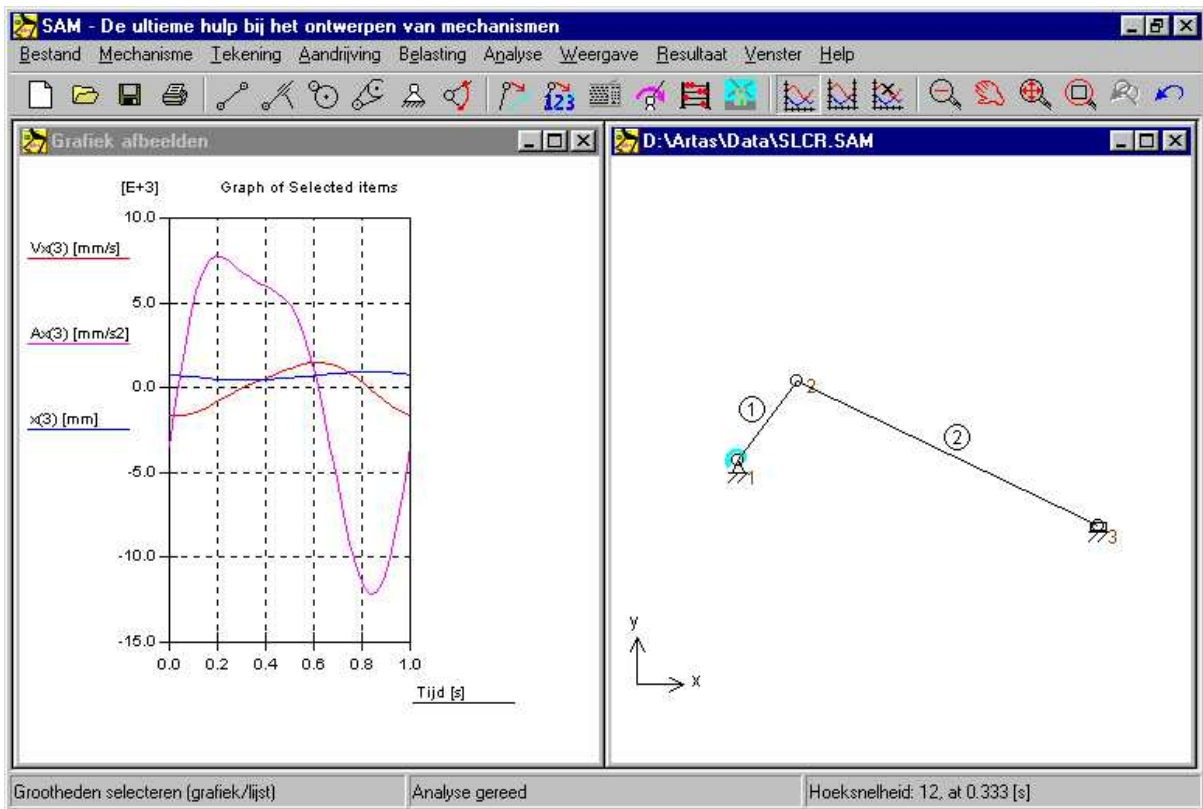 SAM - De ultieme hulp bij het ontwerpen van mechanismen
Bestand Mechanisme Tekening Aandrijving Belasting Analyse Weergave Resultaat Venster Help
123
Grafiek afbeelden
[E+3] Graph of Selected items
10.0
Vx(3) [mm/s]
5.0
Ax(3) [mm/s2]
0.0
x(3) [mm]
-5.0
-10.0
-15.0
0.0 0.2 0.4 0.6 0.8 1.0
Tijd [s]
D:\Artas\Data\SLCR.SAM
2
1
2
1
3
y
x
Grootheden selecteren (grafiek/lijst)
Analyse gereed
Hoeksnelheid: 12, at 0.333 [s]